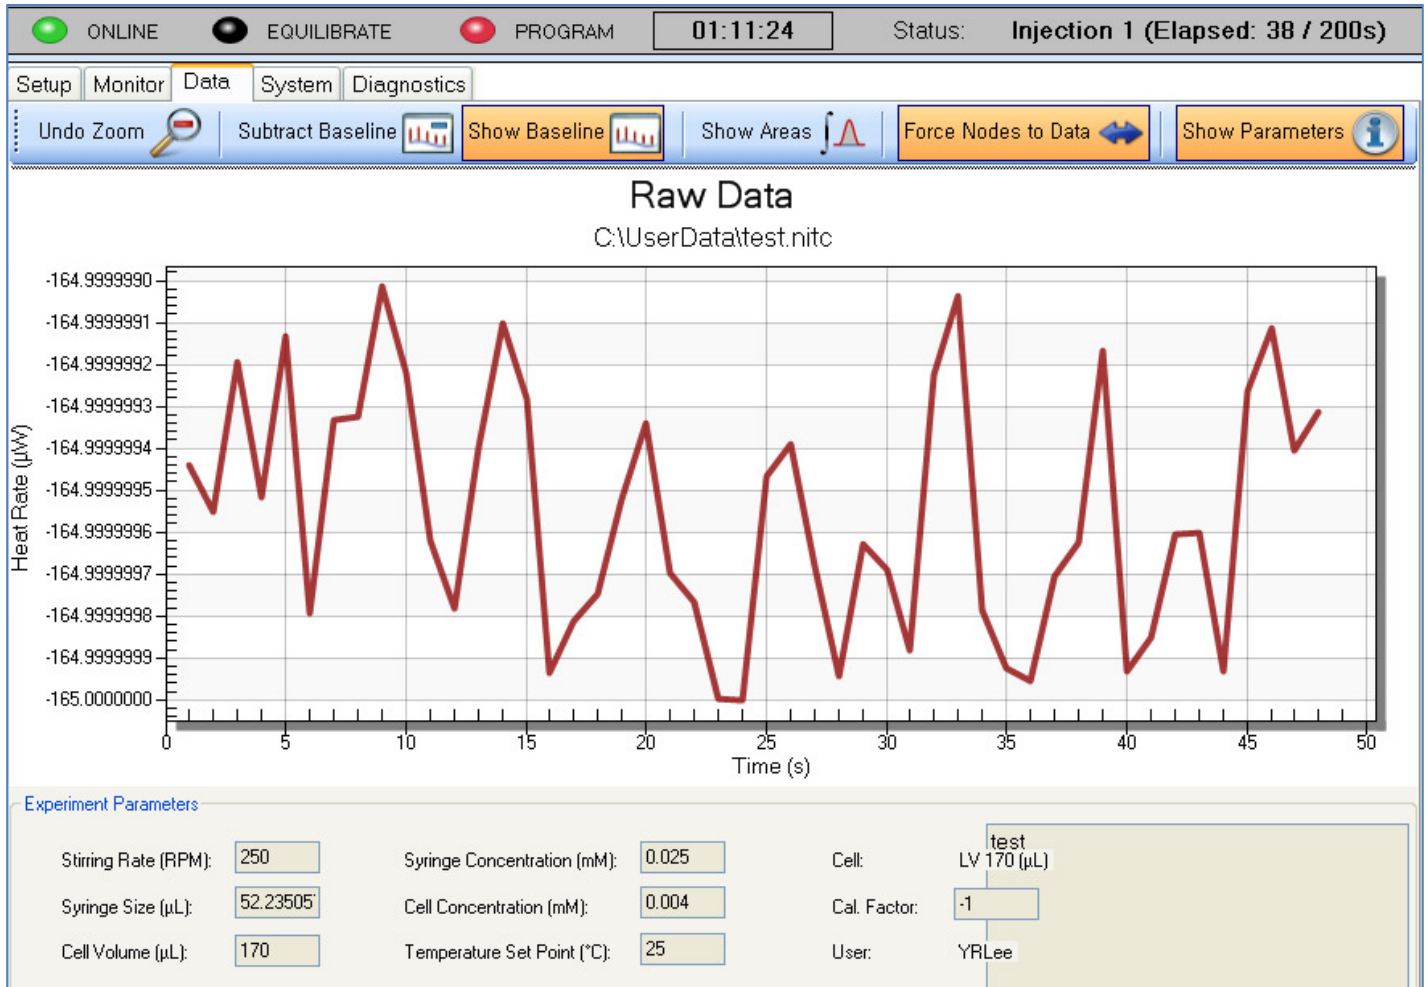 ONLINE EQUILIBRATE PROGRAM 01:11:24 Status: Injection 1 (Elapsed: 38 / 200s)
Setup Monitor Data System Diagnostics
Undo Zoom Subtract Baseline Show Baseline Show Areas Force Nodes to Data Show Parameters
Raw Data
C:\UserData\test.nitc
Heat Rate (µW)
-164.9999990
-164.9999991
-164.9999992
-164.9999993
-164.9999994
-164.9999995
-164.9999996
-164.9999997
-164.9999998
-164.9999999
-165.0000000
0 5 10 15 20 25 30 35 40 45 50
Time (s)
Experiment Parameters
Stirring Rate (RPM): 250 Syringe Concentration (mM): 0.025 Cell: LV 170 (µL)
Syringe Size (µL): 52.23505 Cell Concentration (mM): 0.004 Cal. Factor: -1
Cell Volume (µL): 170 Temperature Set Point (°C): 25 User: YRLee
test